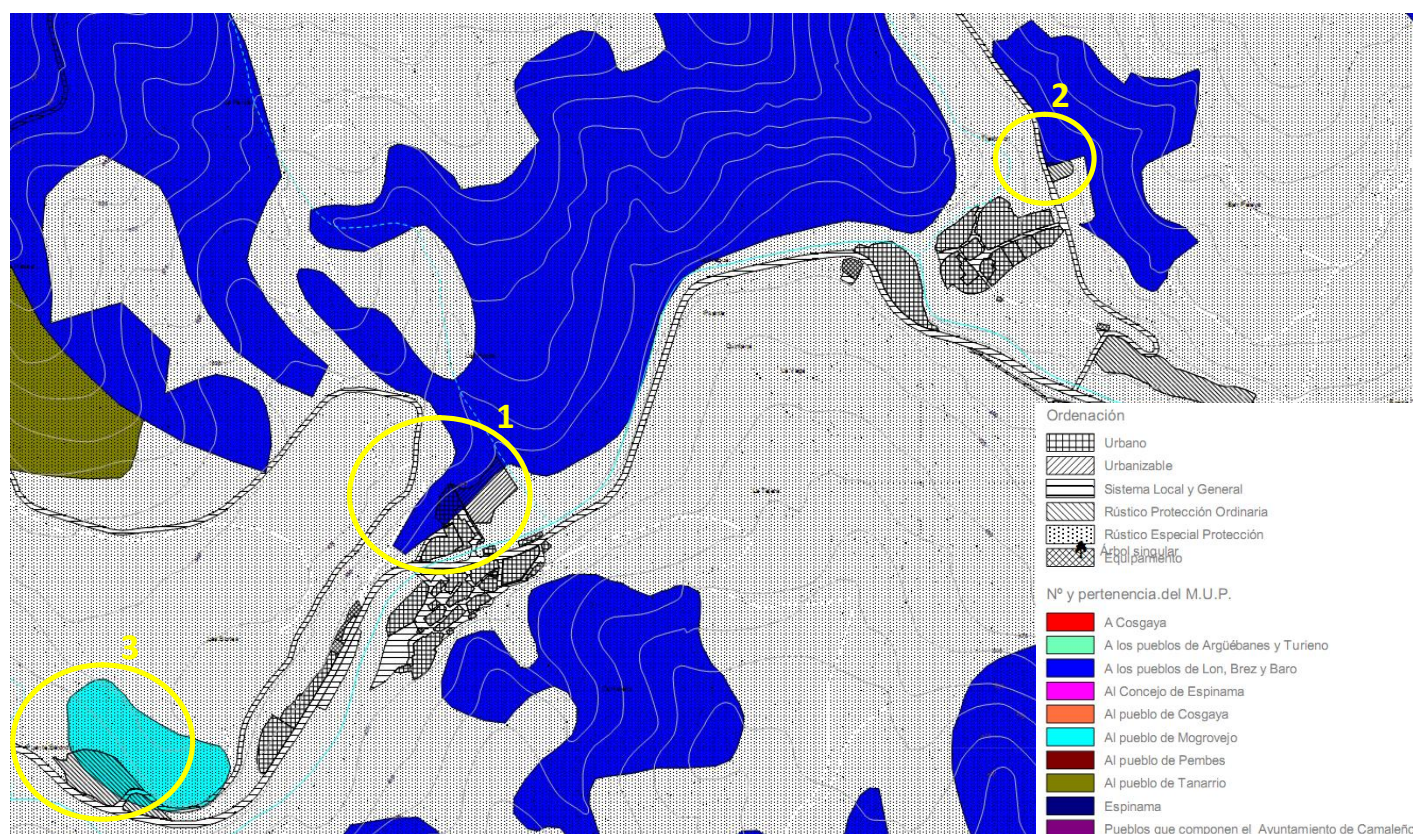 2
1
3
Ordenación
Urbano
Urbanizable
Sistema Local y General
Rústico Protección Ordinaria
Rústico Especial Protección
Árbol singular
Equipamiento
Nº y pertenencia.del M.U.P.
A Cosgaya
A los pueblos de Argüébanes y Turieno
A los pueblos de Lon, Brez y Baro
Al Concejo de Espinama
Al pueblo de Cosgaya
Al pueblo de Mogrovejo
Al pueblo de Pembes
Al pueblo de Tanarrio
Espinama
Pueblos que componen el Ayuntamiento de Camaleño